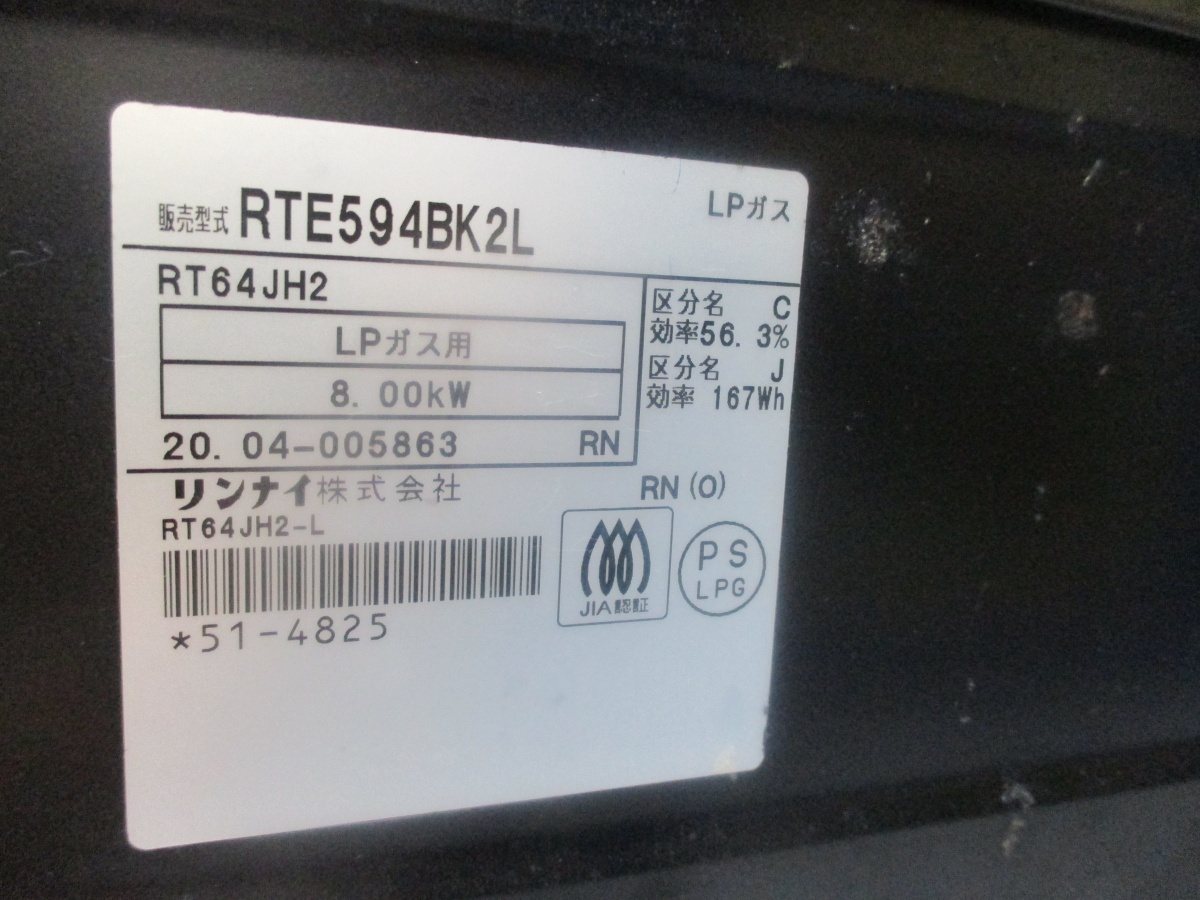 販売型式 RTE594BK2L
LPガス
RT64JH2
LPガス用
8.00kW
20.04-005863 RN
区分名 C
効率56.3%
区分名 J
効率 167Wh
リンナイ株式会社
RN(O)
RT64JH2-L
*51-4825
JIA認証
PS
LPG